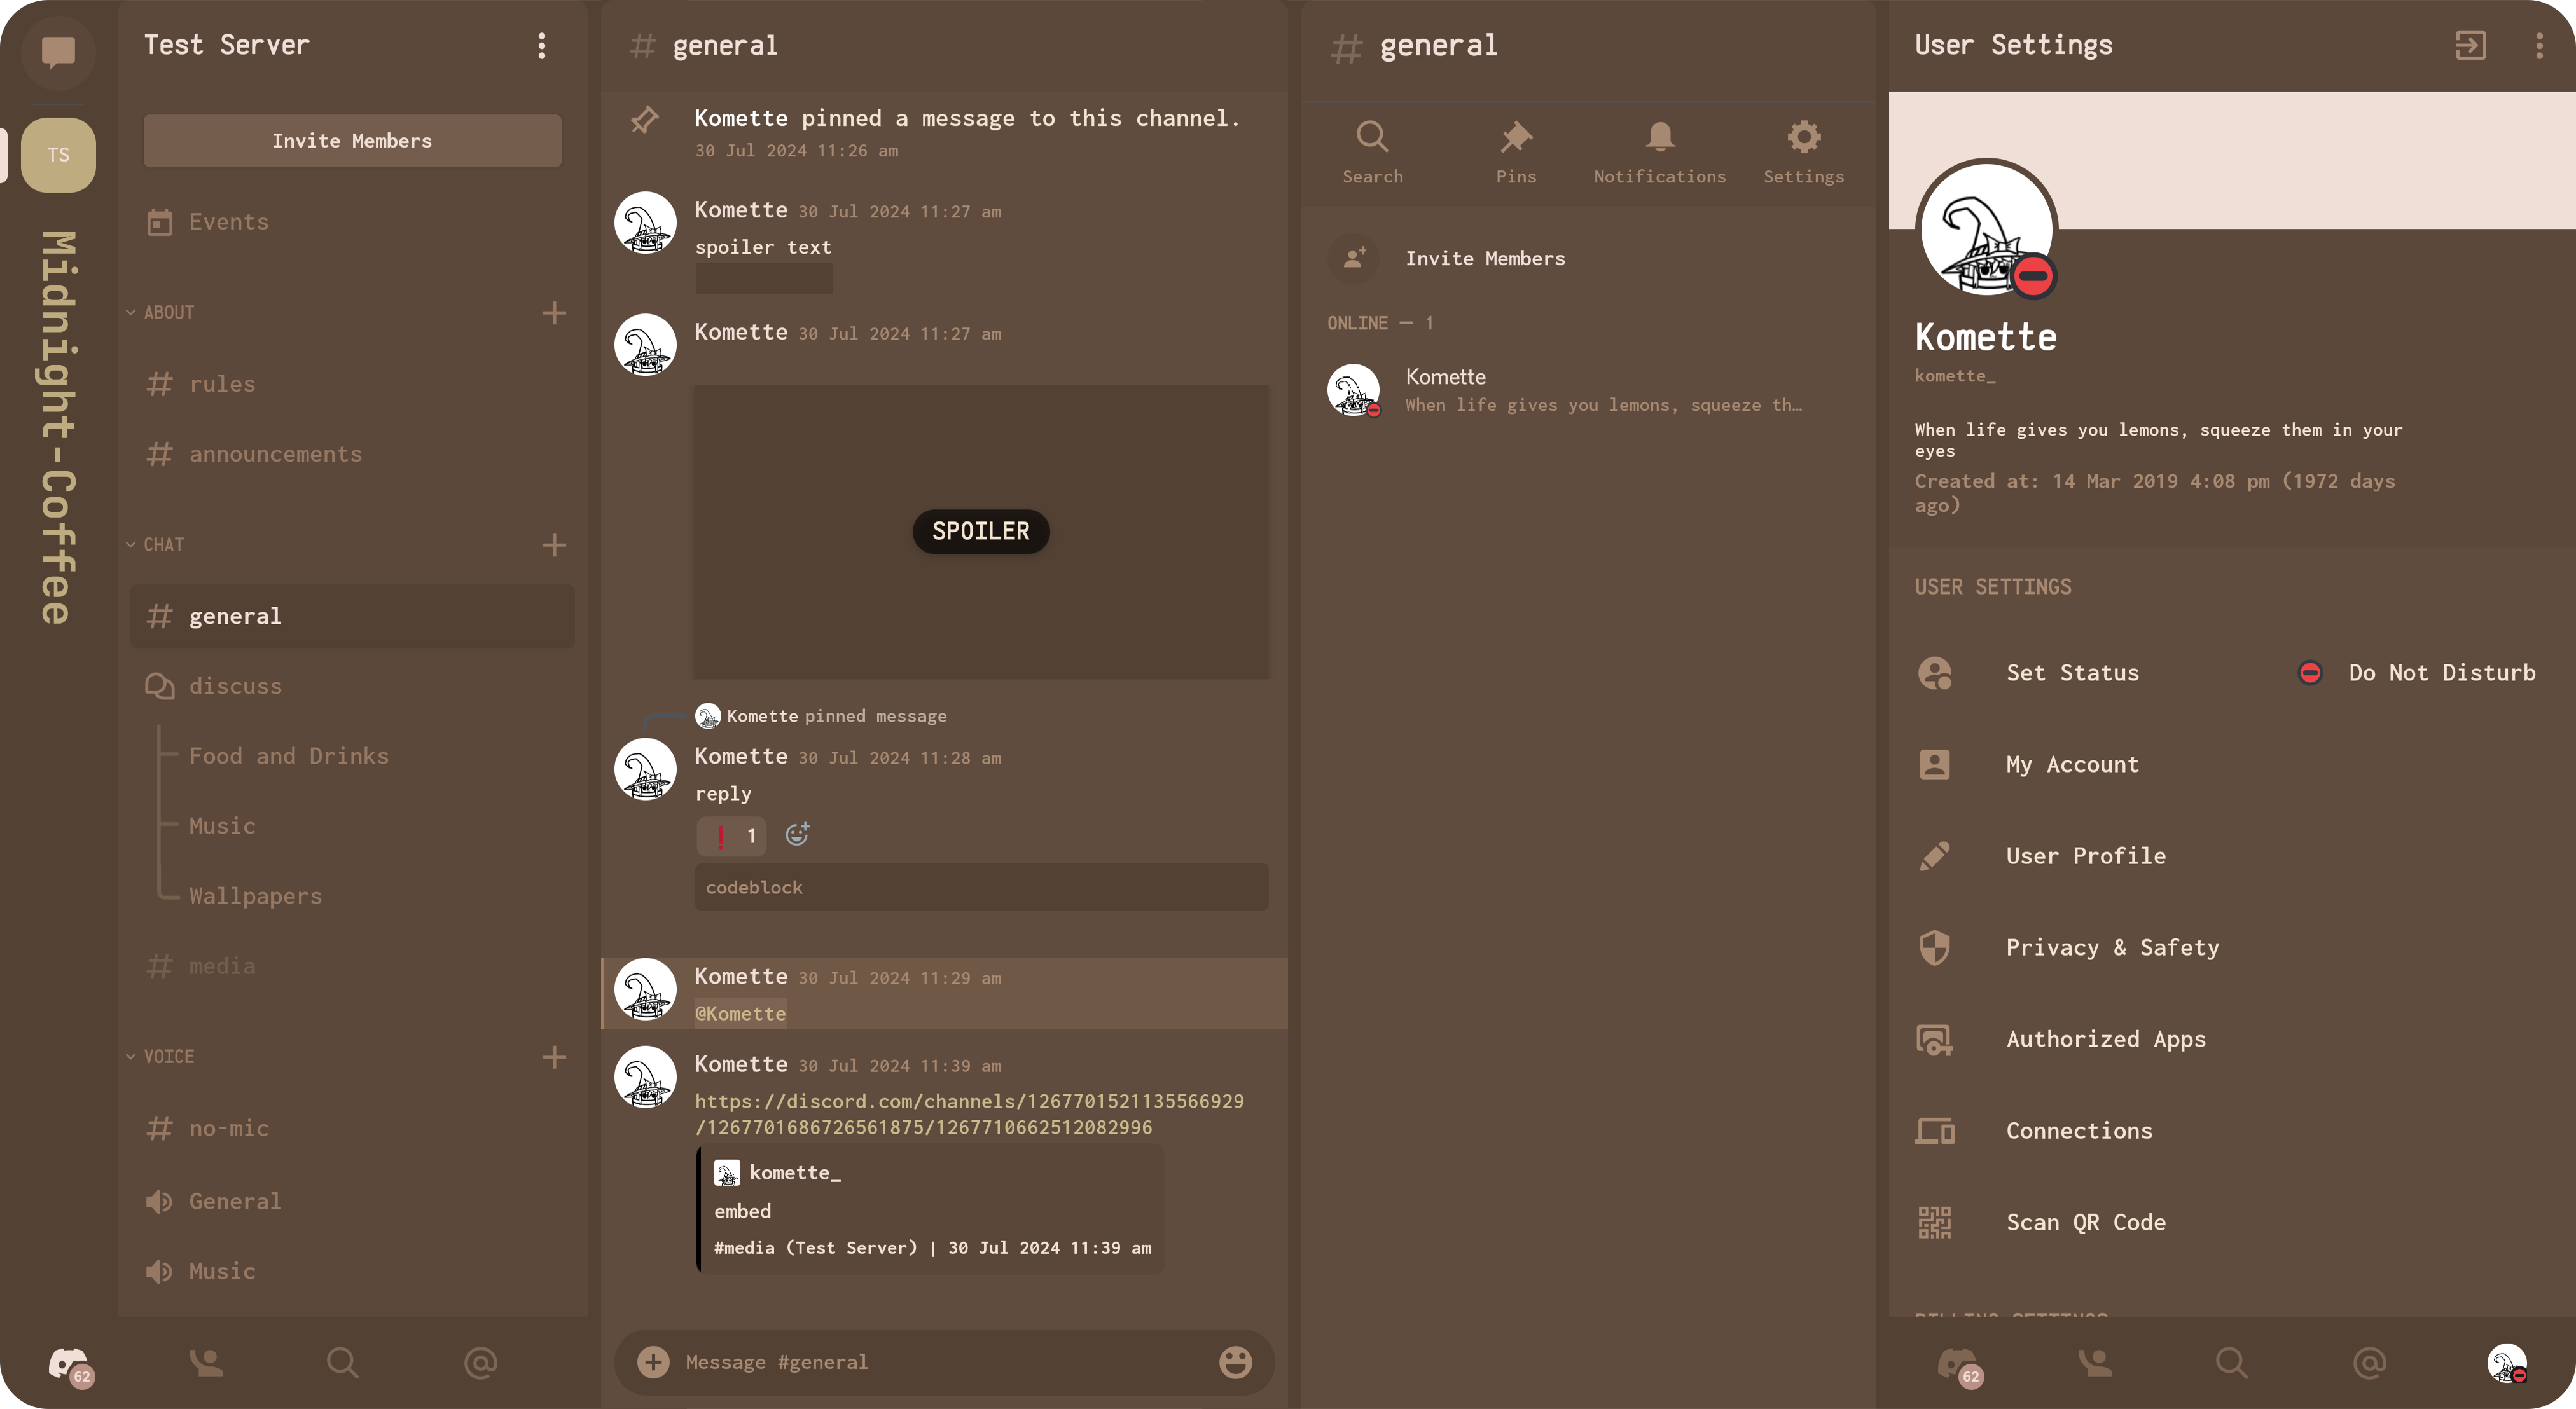 TS
Midnight-Coffee
62
Test Server
Invite Members
Events
ABOUT
rules
announcements
CHAT
general
discuss
Food and Drinks
Music
Wallpapers
media
VOICE
no-mic
General
Music
general
Komette pinned a message to this channel.
30 Jul 2024 11:26 am
Komette 30 Jul 2024 11:27 am
spoiler text
Komette 30 Jul 2024 11:27 am
SPOILER
Komette pinned message
Komette 30 Jul 2024 11:28 am
reply
❗ 1
codeblock
Komette 30 Jul 2024 11:29 am
@Komette
Komette 30 Jul 2024 11:39 am
https://discord.com/channels/1267701521135566929
/1267701686726561875/1267710662512082996
komette_
embed
#media (Test Server) | 30 Jul 2024 11:39 am
Message #general
general
Search Pins Notifications Settings
Invite Members
ONLINE — 1
Komette
When life gives you lemons, squeeze th…
User Settings
Komette
komette_
When life gives you lemons, squeeze them in your
eyes
Created at: 14 Mar 2019 4:08 pm (1972 days
ago)
USER SETTINGS
Set Status Do Not Disturb
My Account
User Profile
Privacy & Safety
Authorized Apps
Connections
Scan QR Code
BILLING SETTINGS
62